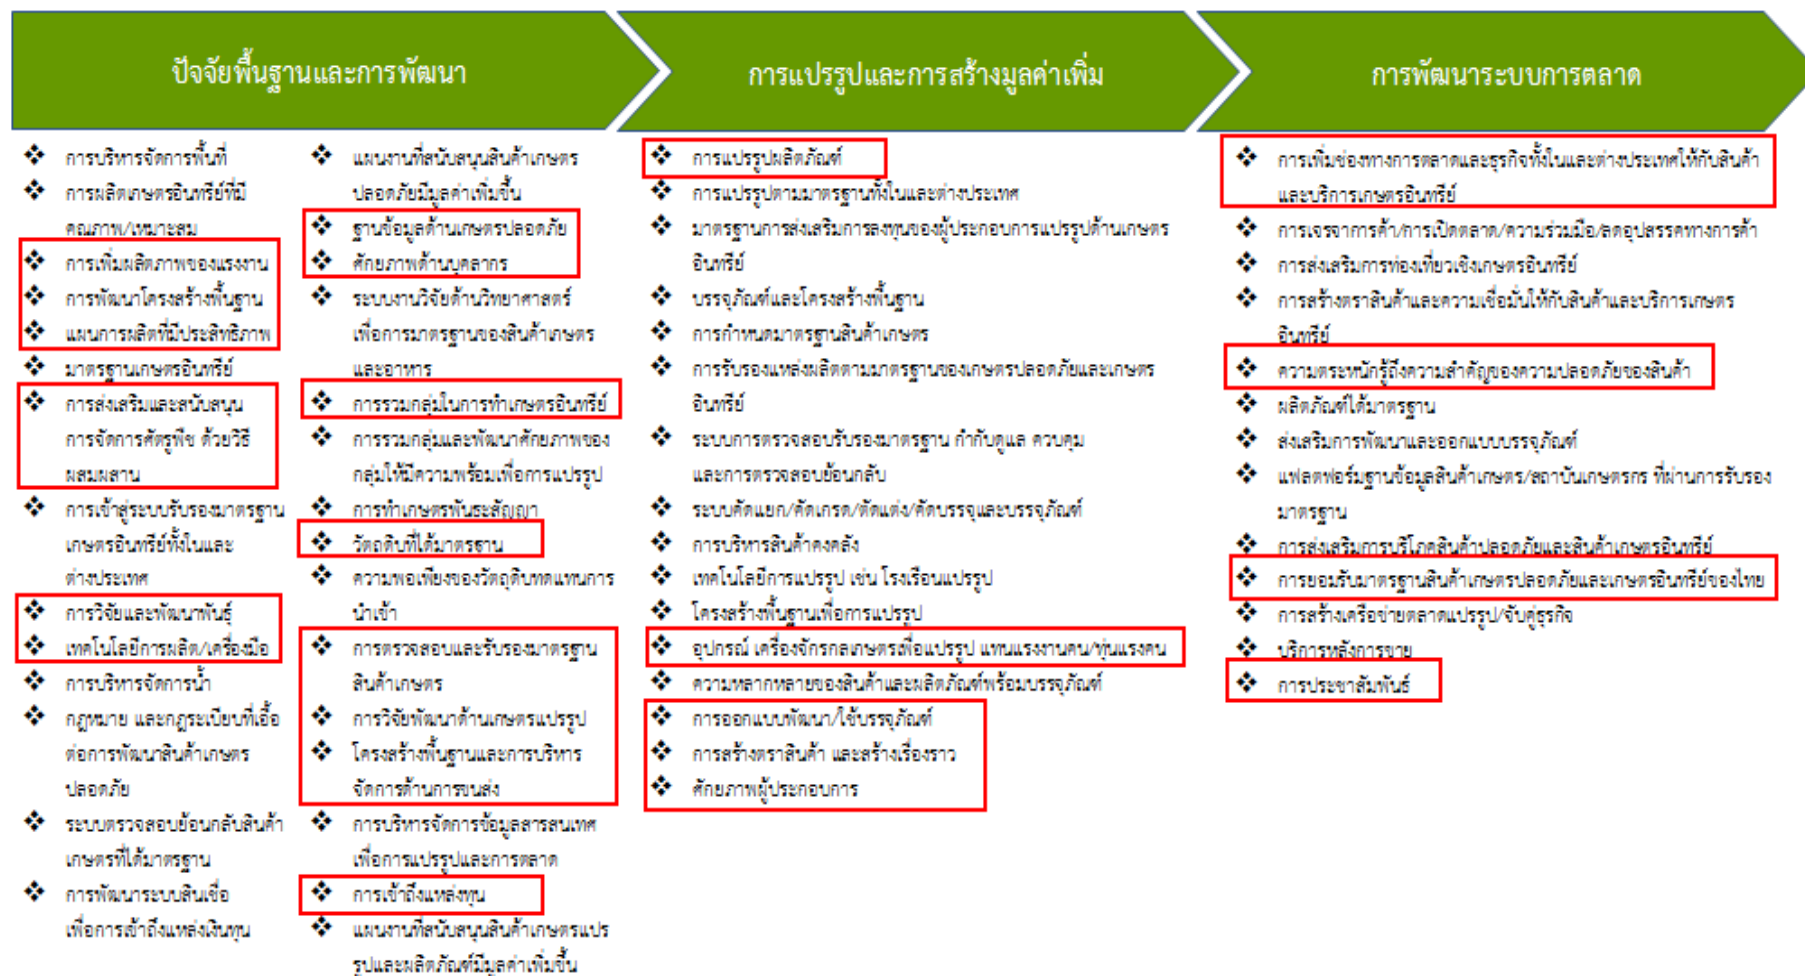 ปัจจัยพื้นฐานและการพัฒนา
การแปรรูปและการสร้างมูลค่าเพิ่ม
การพัฒนาระบบการตลาด
❖ การบริหารจัดการพื้นที่
❖ การผลิตเกษตรอินทรีย์ที่มี
คุณภาพ/เหมาะสม
❖ การเพิ่มผลิตภาพของแรงงาน
❖ การพัฒนาโครงสร้างพื้นฐาน
❖ แผนการผลิตที่มีประสิทธิภาพ
❖ มาตรฐานเกษตรอินทรีย์
❖ การส่งเสริมและสนับสนุน
การจัดการศัตรูพืช ด้วยวิธี
ผสมผสาน
❖ การเข้าสู่ระบบรับรองมาตรฐาน
เกษตรอินทรีย์ทั้งในและ
ต่างประเทศ
❖ การวิจัยและพัฒนาพันธุ์
❖ เทคโนโลยีการผลิต/เครื่องมือ
❖ การบริหารจัดการน้ำ
❖ กฎหมาย และกฎระเบียบที่เอื้อ
ต่อการพัฒนาสินค้าเกษตร
ปลอดภัย
❖ ระบบตรวจสอบย้อนกลับสินค้า
เกษตรที่ได้มาตรฐาน
❖ การพัฒนาระบบสินเชื่อ
เพื่อการเข้าถึงแหล่งเงินทุน
❖ แผนงานที่สนับสนุนสินค้าเกษตร
ปลอดภัยมีมูลค่าเพิ่มขึ้น
❖ ฐานข้อมูลด้านเกษตรปลอดภัย
❖ ศักยภาพด้านบุคลากร
❖ ระบบงานวิจัยด้านวิทยาศาสตร์
เพื่อการมาตรฐานของสินค้าเกษตร
และอาหาร
❖ การรวมกลุ่มในการทำเกษตรอินทรีย์
❖ การรวมกลุ่มและพัฒนาศักยภาพของ
กลุ่มให้มีความพร้อมเพื่อการแปรรูป
❖ การทำเกษตรพันธะสัญญา
❖ วัตถดิบที่ได้มาตรฐาน
❖ ความพอเพียงของวัตถุดิบทดแทนการ
นำเข้า
❖ การตรวจสอบและรับรองมาตรฐาน
สินค้าเกษตร
❖ การวิจัยพัฒนาด้านเกษตรแปรรูป
❖ โครงสร้างพื้นฐานและการบริหาร
จัดการด้านการขนส่ง
❖ การบริหารจัดการข้อมูลสารสนเทศ
เพื่อการแปรรูปและการตลาด
❖ การเข้าถึงแหล่งทุน
❖ แผนงานที่สนับสนุนสินค้าเกษตรแปร
รูปและผลิตภัณฑ์มีมูลค่าเพิ่มขึ้น
❖ การแปรรูปผลิตภัณฑ์
❖ การแปรรูปตามมาตรฐานทั้งในและต่างประเทศ
❖ มาตรฐานการส่งเสริมการลงทุนของผู้ประกอบการแปรรูปด้านเกษตร
อินทรีย์
❖ บรรจุภัณฑ์และโครงสร้างพื้นฐาน
❖ การกำหนดมาตรฐานสินค้าเกษตร
❖ การรับรองแหล่งผลิตตามมาตรฐานของเกษตรปลอดภัยและเกษตร
อินทรีย์
❖ ระบบการตรวจสอบรับรองมาตรฐาน กำกับดูแล ควบคุม
และการตรวจสอบย้อนกลับ
❖ ระบบคัดแยก/คัดเกรด/ตัดแต่ง/คัดบรรจุและบรรจุภัณฑ์
❖ การบริหารสินค้าคงคลัง
❖ เทคโนโลยีการแปรรูป เช่น โรงเรือนแปรรูป
❖ โครงสร้างพื้นฐานเพื่อการแปรรูป
❖ อุปกรณ์ เครื่องจักรกลเกษตรเพื่อแปรรูป แทนแรงงานคน/ทุ่นแรงคน
❖ ความหลากหลายของสินค้าและผลิตภัณฑ์พร้อมบรรจุภัณฑ์
❖ การออกแบบพัฒนา/ใช้บรรจุภัณฑ์
❖ การสร้างตราสินค้า และสร้างเรื่องราว
❖ ศักยภาพผู้ประกอบการ
❖ การเพิ่มช่องทางการตลาดและธุรกิจทั้งในและต่างประเทศให้กับสินค้า
และบริการเกษตรอินทรีย์
❖ การเจรจาการค้า/การเปิดตลาด/ความร่วมมือ/ลดอุปสรรคทางการค้า
❖ การส่งเสริมการท่องเที่ยวเชิงเกษตรอินทรีย์
❖ การสร้างตราสินค้าและความเชื่อมั่นให้กับสินค้าและบริการเกษตร
อินทรีย์
❖ ความตระหนักรู้ถึงความสำคัญของความปลอดภัยของสินค้า
❖ ผลิตภัณฑ์ได้มาตรฐาน
❖ ส่งเสริมการพัฒนาและออกแบบบรรจุภัณฑ์
❖ แฟลตฟอร์มฐานข้อมูลสินค้าเกษตร/สถาบันเกษตรกร ที่ผ่านการรับรอง
มาตรฐาน
❖ การส่งเสริมการบริโภคสินค้าปลอดภัยและสินค้าเกษตรอินทรีย์
❖ การยอมรับมาตรฐานสินค้าเกษตรปลอดภัยและเกษตรอินทรีย์ของไทย
❖ การสร้างเครือข่ายตลาดแปรรูป/จับคู่ธุรกิจ
❖ บริการหลังการขาย
❖ การประชาสัมพันธ์